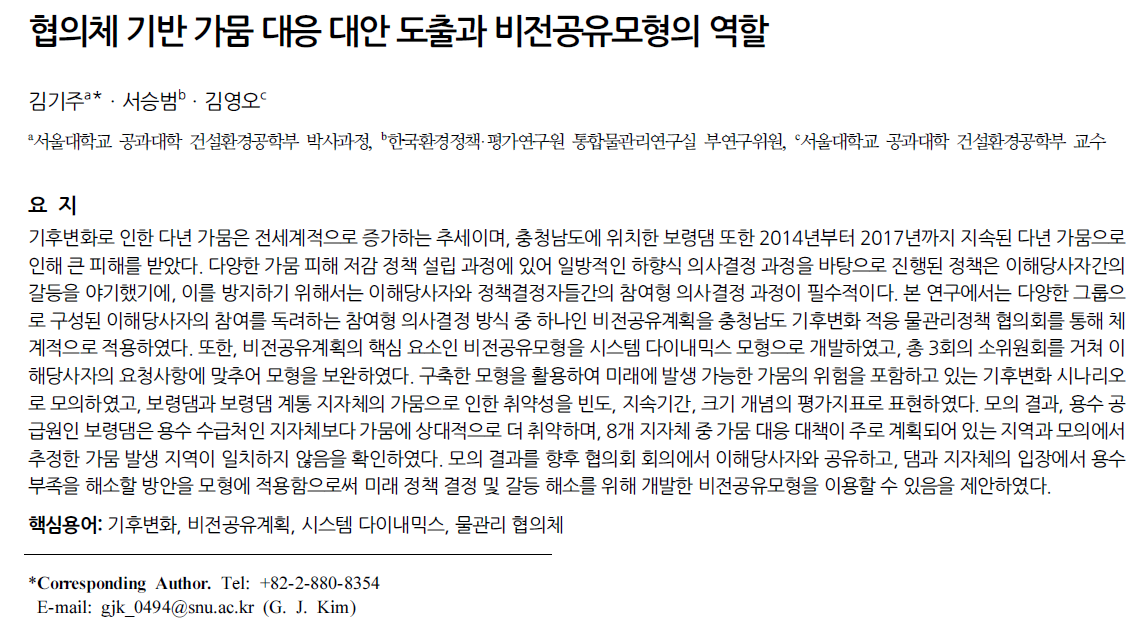 협의체 기반 가뭄 대응 대안 도출과 비전공유모형의 역할
김기주a* · 서승범b · 김영오c
a서울대학교 공과대학 건설환경공학부 박사과정, b한국환경정책·평가연구원 통합물관리연구실 부연구위원, c서울대학교 공과대학 건설환경공학부 교수
요 지
기후변화로 인한 다년 가뭄은 전세계적으로 증가하는 추세이며, 충청남도에 위치한 보령댐 또한 2014년부터 2017년까지 지속된 다년 가뭄으로
인해 큰 피해를 받았다. 다양한 가뭄 피해 저감 정책 설립 과정에 있어 일방적인 하향식 의사결정 과정을 바탕으로 진행된 정책은 이해당사자간의
갈등을 야기했기에, 이를 방지하기 위해서는 이해당사자와 정책결정자들간의 참여형 의사결정 과정이 필수적이다. 본 연구에서는 다양한 그룹으
로 구성된 이해당사자의 참여를 독려하는 참여형 의사결정 방식 중 하나인 비전공유계획을 충청남도 기후변화 적응 물관리정책 협의회를 통해 체
계적으로 적용하였다. 또한, 비전공유계획의 핵심 요소인 비전공유모형을 시스템 다이내믹스 모형으로 개발하였고, 총 3회의 소위원회를 거쳐 이
해당사자의 요청사항에 맞추어 모형을 보완하였다. 구축한 모형을 활용하여 미래에 발생 가능한 가뭄의 위험을 포함하고 있는 기후변화 시나리오
로 모의하였고, 보령댐과 보령댐 계통 지자체의 가뭄으로 인한 취약성을 빈도, 지속기간, 크기 개념의 평가지표로 표현하였다. 모의 결과, 용수 공
급원인 보령댐은 용수 수급처인 지자체보다 가뭄에 상대적으로 더 취약하며, 8개 지자체 중 가뭄 대응 대책이 주로 계획되어 있는 지역과 모의에서
추정한 가뭄 발생 지역이 일치하지 않음을 확인하였다. 모의 결과를 향후 협의회 회의에서 이해당사자와 공유하고, 댐과 지자체의 입장에서 용수
부족을 해소할 방안을 모형에 적용함으로써 미래 정책 결정 및 갈등 해소를 위해 개발한 비전공유모형을 이용할 수 있음을 제안하였다.
핵심용어: 기후변화, 비전공유계획, 시스템 다이내믹스, 물관리 협의체
*Corresponding Author. Tel: +82-2-880-8354
E-mail: gjk_0494@snu.ac.kr (G. J. Kim)